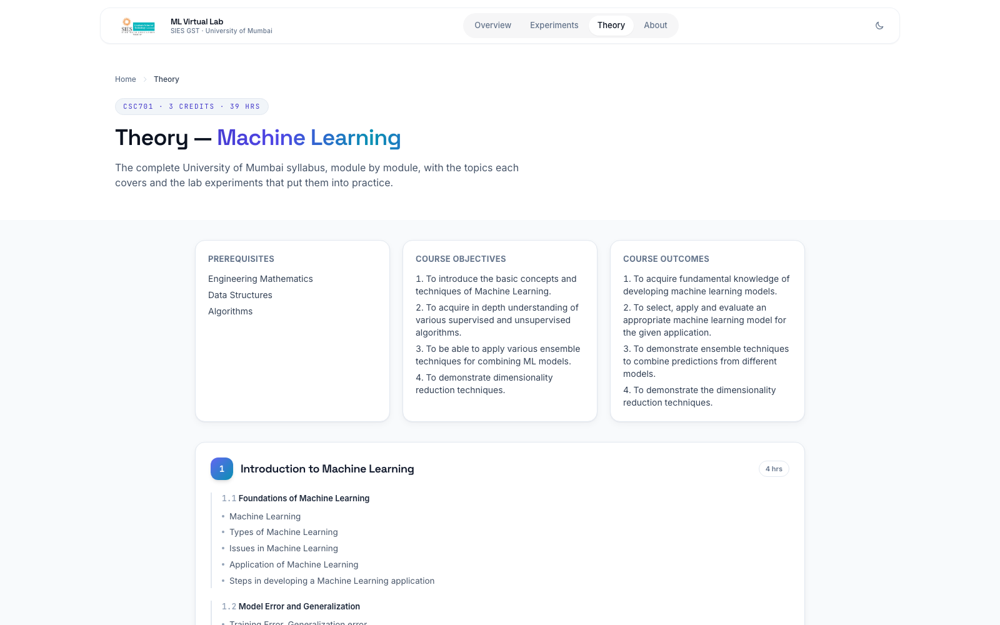 SIES
ML Virtual Lab
SIES GST · University of Mumbai
Overview
Experiments
Theory
About
Home
Theory
CSC701 · 3 CREDITS · 39 HRS
Theory — Machine Learning
The complete University of Mumbai syllabus, module by module, with the topics each
covers and the lab experiments that put them into practice.
PREREQUISITES
Engineering Mathematics
Data Structures
Algorithms
COURSE OBJECTIVES
1. To introduce the basic concepts and
techniques of Machine Learning.
2. To acquire in depth understanding of
various supervised and unsupervised
algorithms.
3. To be able to apply various ensemble
techniques for combining ML models.
4. To demonstrate dimensionality
reduction techniques.
COURSE OUTCOMES
1. To acquire fundamental knowledge of
developing machine learning models.
2. To select, apply and evaluate an
appropriate machine learning model for
the given application.
3. To demonstrate ensemble techniques
to combine predictions from different
models.
4. To demonstrate the dimensionality
reduction techniques.
1 Introduction to Machine Learning
4 hrs
1.1 Foundations of Machine Learning
• Machine Learning
• Types of Machine Learning
• Issues in Machine Learning
• Application of Machine Learning
• Steps in developing a Machine Learning application
1.2 Model Error and Generalization
• Training Error, Generalization error